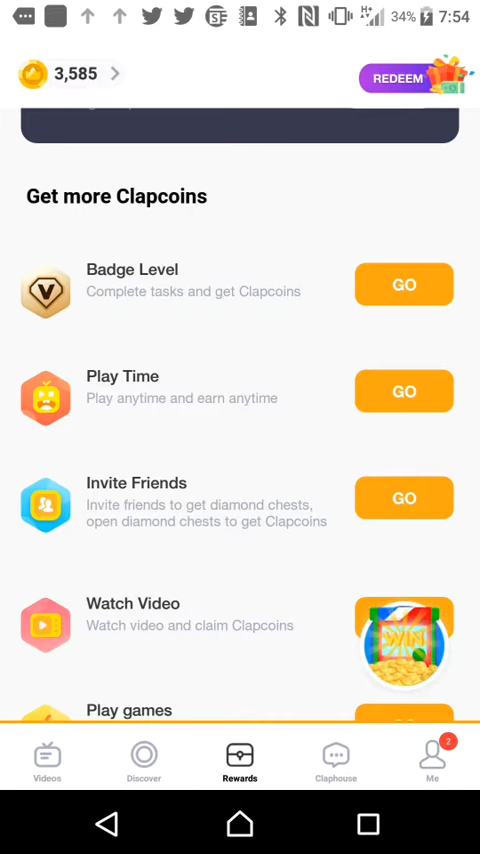 34% 7:54
3,585
REDEEM
Get more Clapcoins
Badge Level
Complete tasks and get Clapcoins
GO
Play Time
Play anytime and earn anytime
GO
Invite Friends
Invite friends to get diamond chests,
open diamond chests to get Clapcoins
GO
Watch Video
Watch video and claim Clapcoins
WIN
Play games
2
Videos
Discover
Rewards
Claphouse
Me